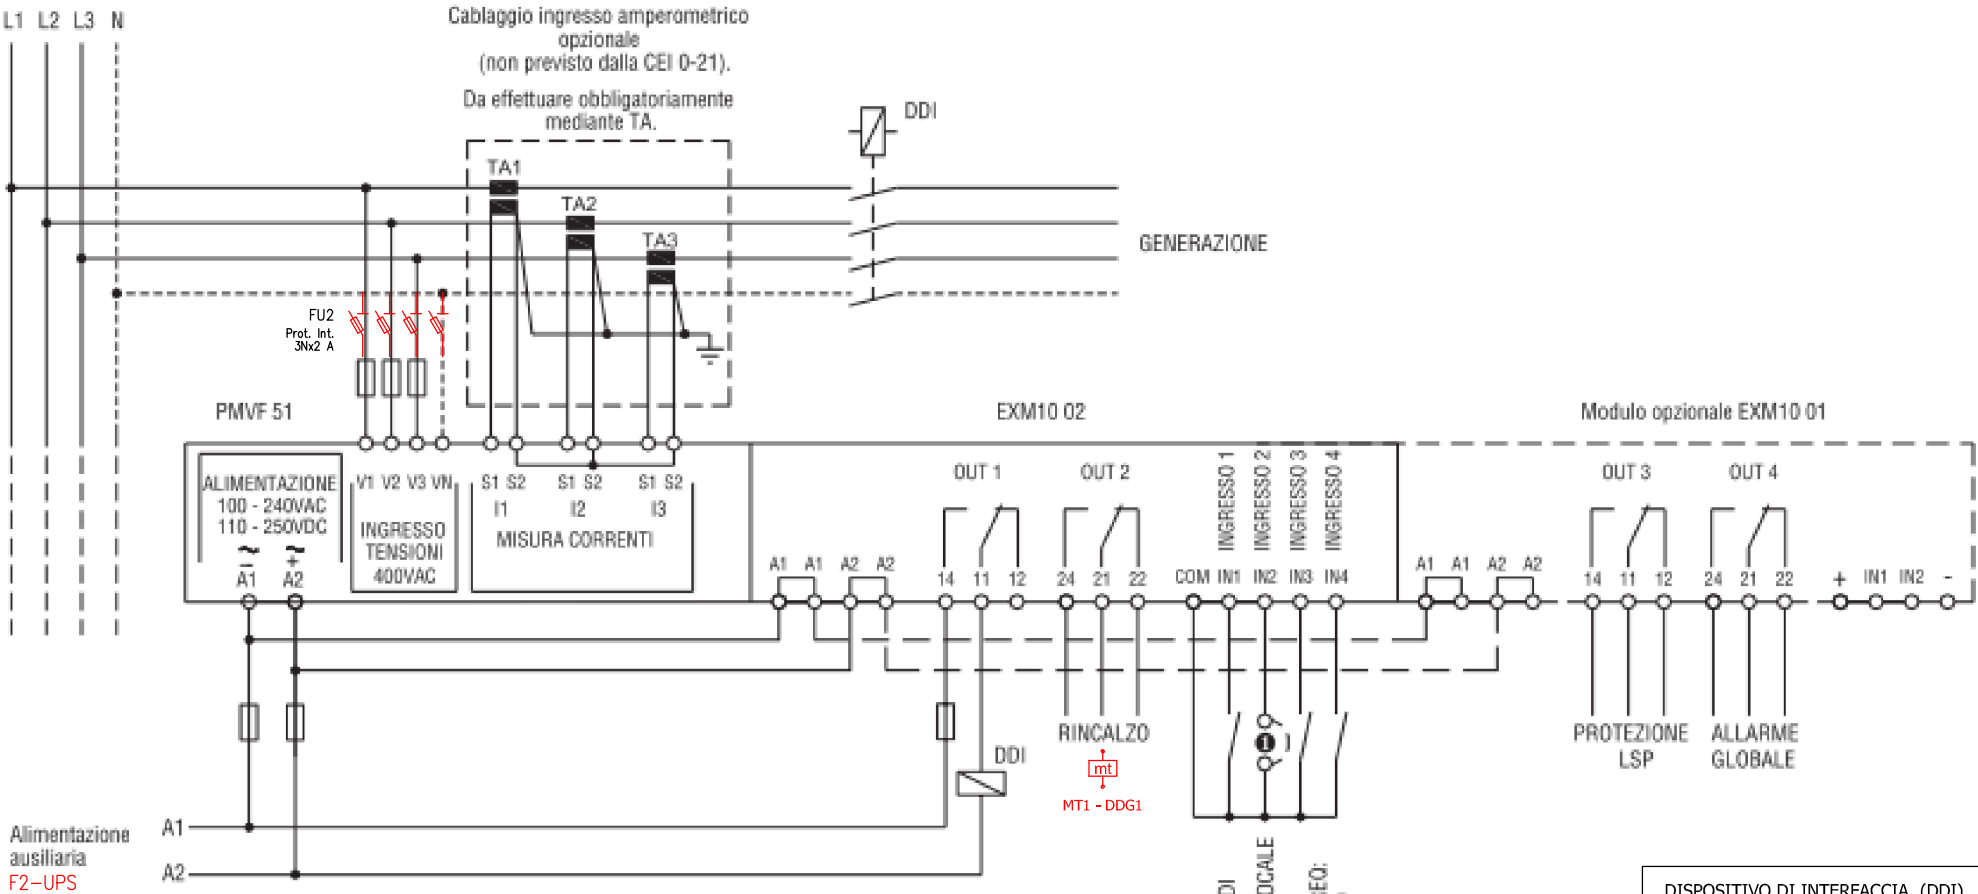 L1 L2 L3 N
Cablaggio ingresso amperometrico
opzionale
(non previsto dalla CEI 0-21).
Da effettuare obbligatoriamente
mediante TA.
DDI
TA1
TA2
TA3
GENERAZIONE
FU2
Prot. Int.
3Nx2 A
PMVF 51
EXM10 02
Modulo opzionale EXM10 01
ALIMENTAZIONE
100 - 240VAC
110 - 250VDC
~ ~
- +
A1 A2
V1 V2 V3 VN
INGRESSO
TENSIONI
400VAC
S1 S2 S1 S2 S1 S2
I1 I2 I3
MISURA CORRENTI
A1 A1 A2 A2
OUT 1
14 11 12
OUT 2
24 21 22
INGRESSO 1
INGRESSO 2
INGRESSO 3
INGRESSO 4
COM IN1 IN2 IN3 IN4
A1 A1 A2 A2
OUT 3
14 11 12
OUT 4
24 21 22
+ IN1 IN2 -
RINCALZO
mt
MT1 - DDG1
DDI
PROTEZIONE
LSP
ALLARME
GLOBALE
Alimentazione
ausiliaria
F2-UPS
A1
A2
DI
OCALE
EQ:
DISPOSITIVO DI INTERFACCIA (DDI)